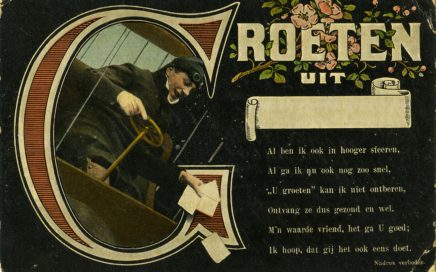 GROETEN
UIT
Al ben ik ook in hooger sfeeren,
Al ga ik nu ook nog zoo snel,
„U groeten" kan ik niet ontberen,
Ontvang ze dus gezond en wel.
M'n waarde vriend, het ga U goed;
Ik hoop, dat gij het ook eens doet.
Nadruk verboden.